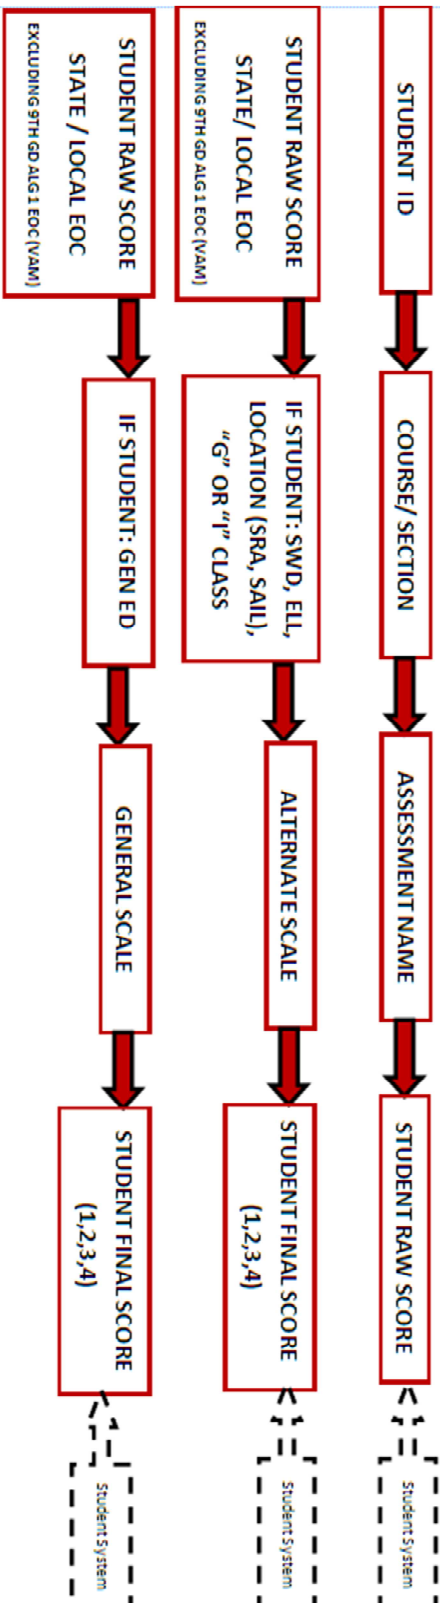 STUDENT ID
COURSE/ SECTION
ASSESSMENT NAME
STUDENT RAW SCORE
Student System
STUDENT RAW SCORE
STATE/ LOCAL EOC
EXCLUDING 9TH GD ALG 1 EOC (VAM)
IF STUDENT: SWD, ELL,
LOCATION (SRA, SAIL),
“G” OR “I” CLASS
ALTERNATE SCALE
STUDENT FINAL SCORE
(1,2,3,4)
Student System
STUDENT RAW SCORE
STATE / LOCAL EOC
EXCLUDING 9TH GD ALG 1 EOC (VAM)
IF STUDENT: GEN ED
GENERAL SCALE
STUDENT FINAL SCORE
(1,2,3,4)
Student System